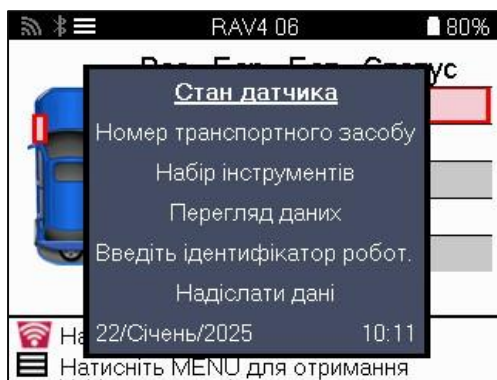 RAV4 06 80%
Стан датчика
Номер транспортного засобу
Набір інструментів
Перегляд даних
Введіть ідентифікатор робот.
Надіслати дані
22/Січень/2025 10:11
Натисніть MENU для отримання